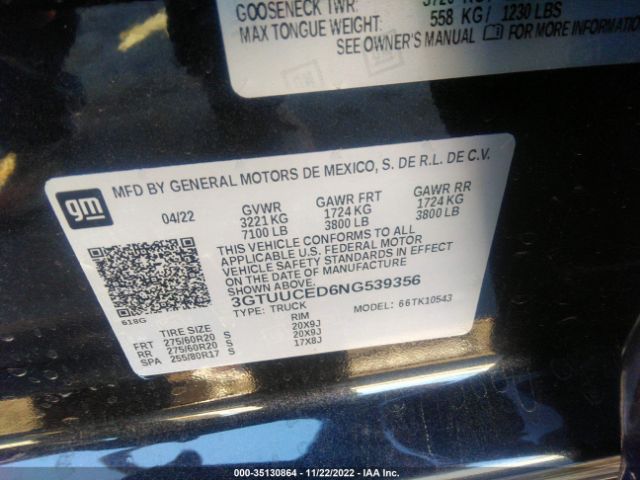 GOOSENECK TWR:
MAX TONGUE WEIGHT: 558 KG / 1230 LBS
SEE OWNER'S MANUAL FOR MORE INFORMATION
gm
MFD BY GENERAL MOTORS DE MEXICO, S. DE R.L. DE C.V.
04/22 GVWR GAWR FRT GAWR RR
3221 KG 1724 KG 1724 KG
7100 LB 3800 LB 3800 LB
THIS VEHICLE CONFORMS TO ALL
APPLICABLE U.S. FEDERAL MOTOR
VEHICLE SAFETY STANDARDS IN EFFECT
ON THE DATE OF MANUFACTURE
SHOWN ABOVE.
3GTUUCED6NG539356
TYPE: TRUCK MODEL: 66TK10543
618G
TIRE SIZE RIM
FRT 275/60R20 S 20X9J
RR 275/60R20 S 20X9J
SPA 255/80R17 S 17X8J
000-35130864 - 11/22/2022 - IAA Inc.